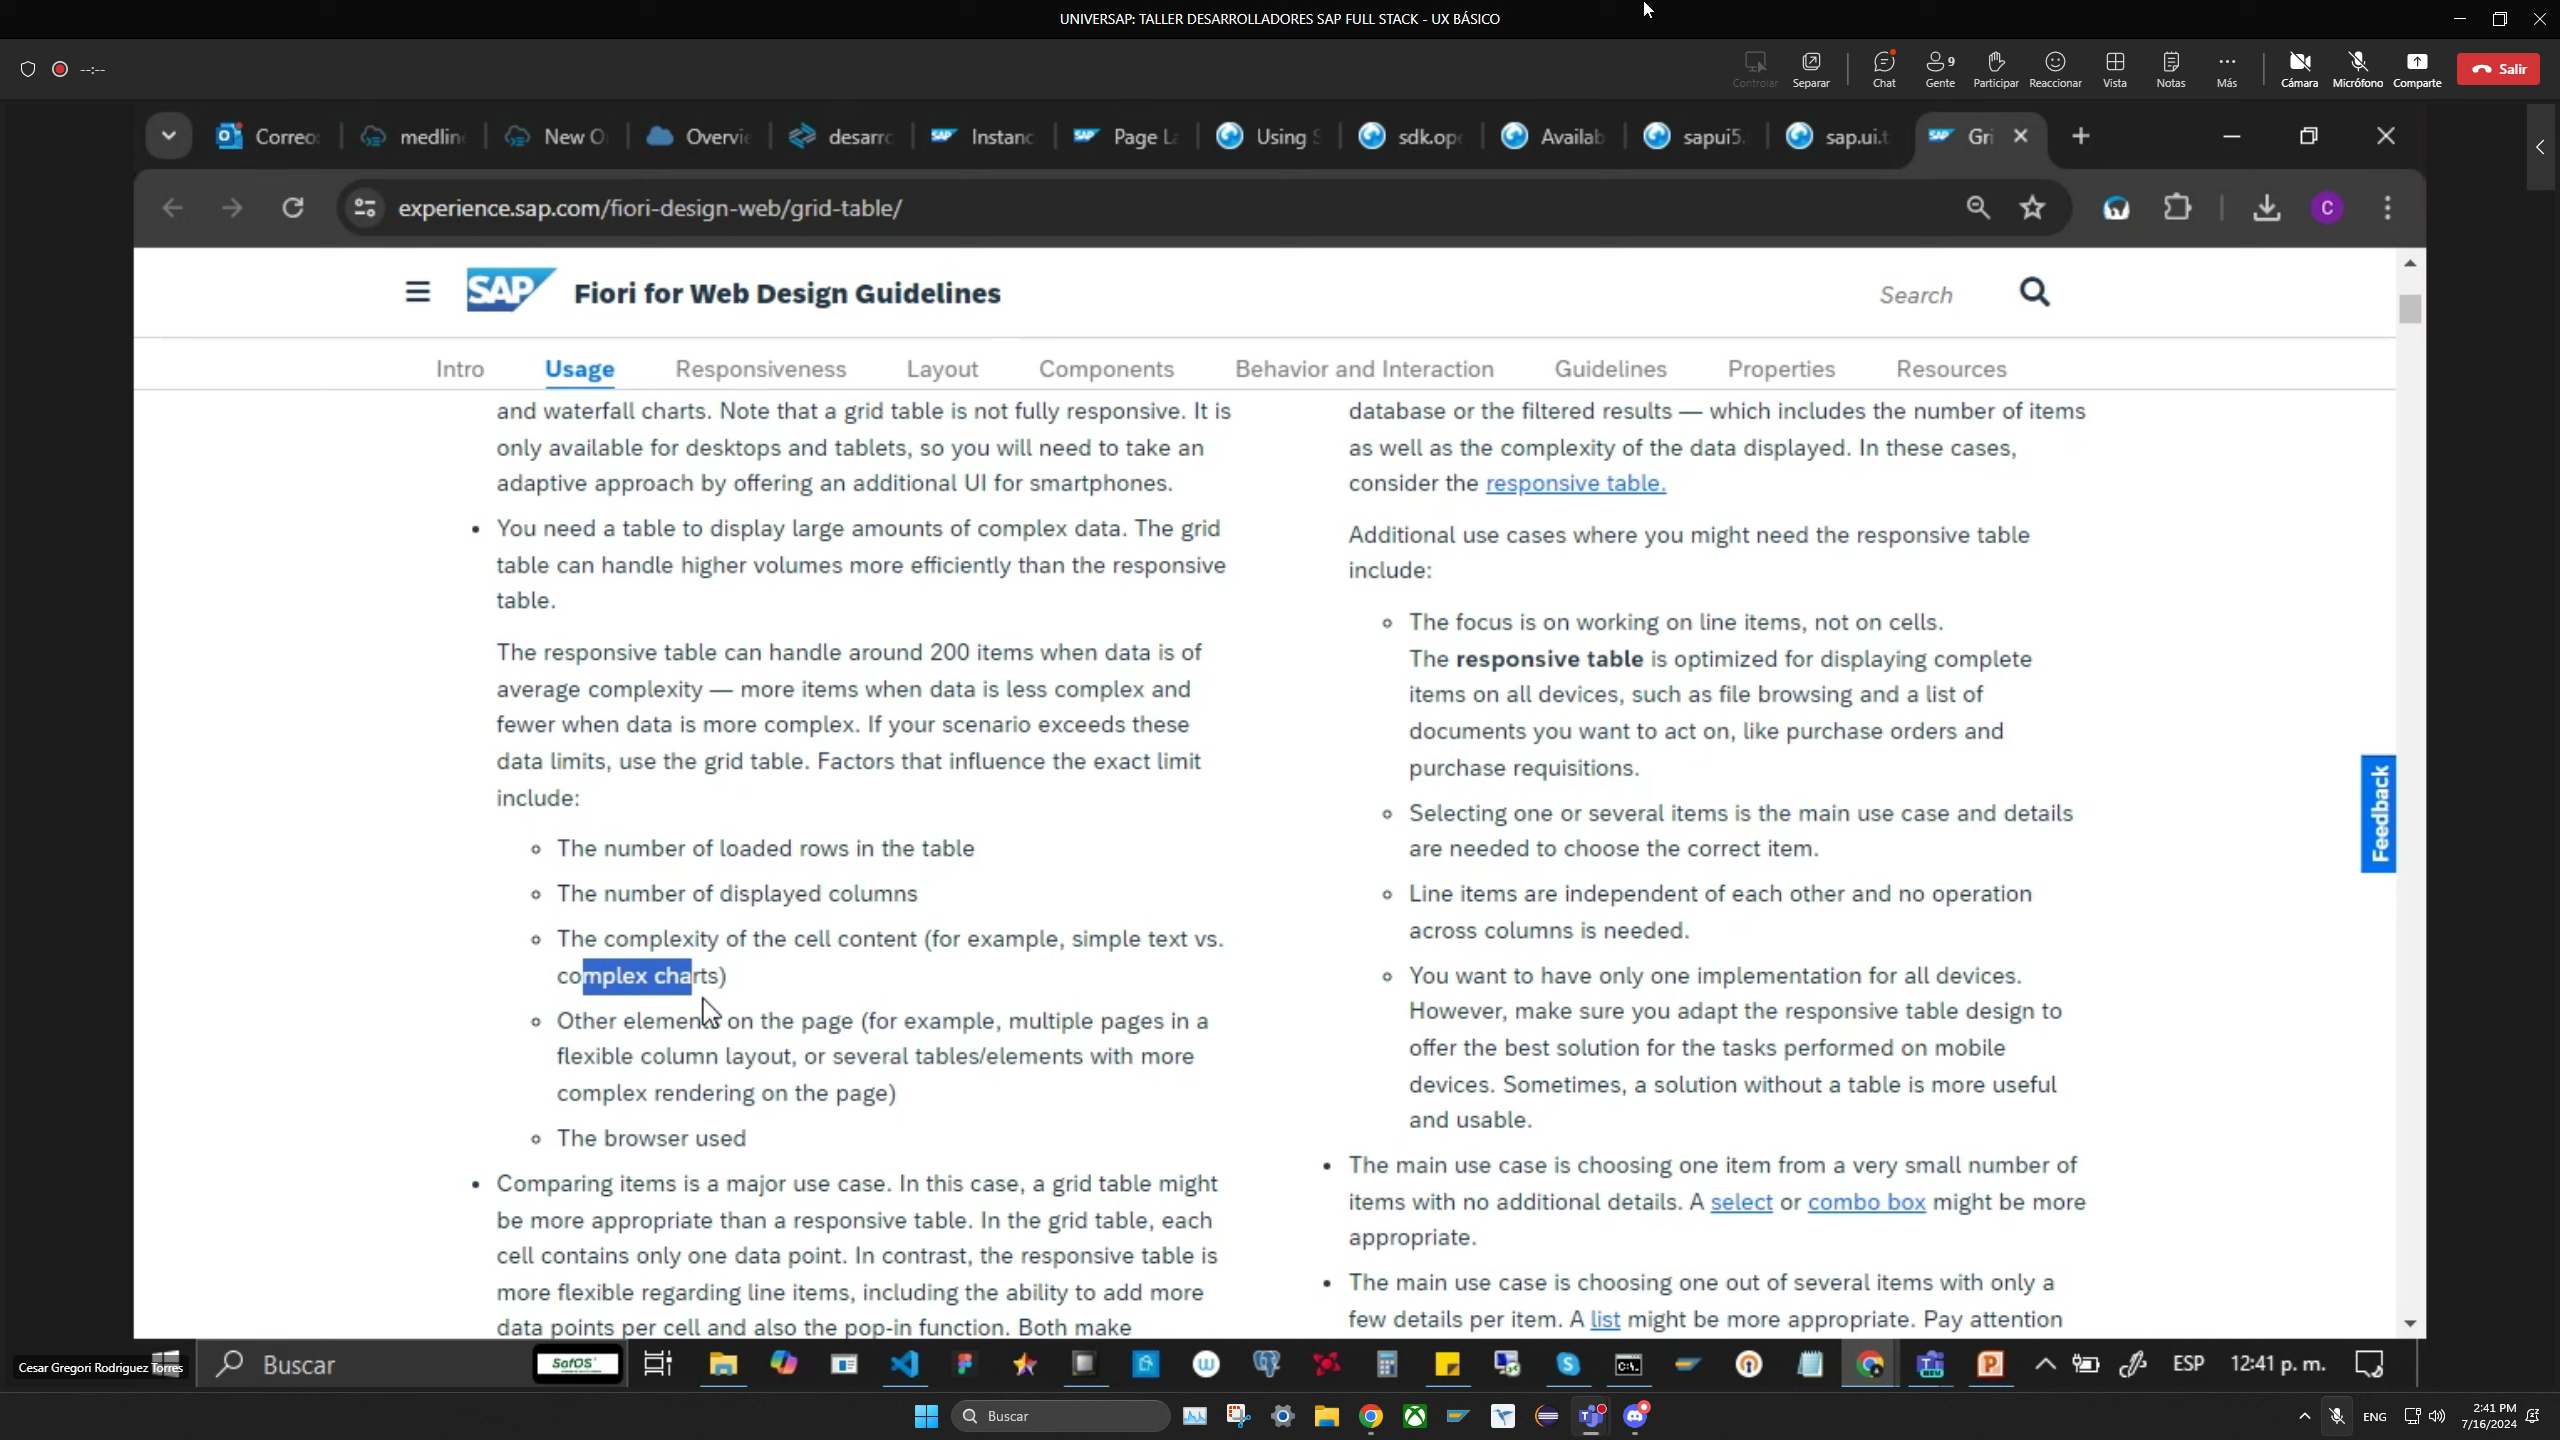 UNIVERSAP: TALLER DESARROLLADORES SAP FULL STACK - UX BÁSICO
--:--
Controlar
Separar
Chat
9
Gente
Participar
Reaccionar
Vista
Notas
Más
Cámara
Micrófono
Comparte
Salir
Correo:
medline
New O
Overvie
desarro
Instanc
Page La
Using S
sdk.ope
Availab
sapui5.
sap.ui.t
Gri
experience.sap.com/fiori-design-web/grid-table/
C
SAP
Fiori for Web Design Guidelines
Search
Intro
Usage
Responsiveness
Layout
Components
Behavior and Interaction
Guidelines
Properties
Resources
and waterfall charts. Note that a grid table is not fully responsive. It is
only available for desktops and tablets, so you will need to take an
adaptive approach by offering an additional UI for smartphones.
• You need a table to display large amounts of complex data. The grid
table can handle higher volumes more efficiently than the responsive
table.
The responsive table can handle around 200 items when data is of
average complexity — more items when data is less complex and
fewer when data is more complex. If your scenario exceeds these
data limits, use the grid table. Factors that influence the exact limit
include:
The number of loaded rows in the table
The number of displayed columns
The complexity of the cell content (for example, simple text vs.
complex charts)
Other elements on the page (for example, multiple pages in a
flexible column layout, or several tables/elements with more
complex rendering on the page)
The browser used
• Comparing items is a major use case. In this case, a grid table might
be more appropriate than a responsive table. In the grid table, each
cell contains only one data point. In contrast, the responsive table is
more flexible regarding line items, including the ability to add more
data points per cell and also the pop-in function. Both make
database or the filtered results — which includes the number of items
as well as the complexity of the data displayed. In these cases,
consider the responsive table.
Additional use cases where you might need the responsive table
include:
The focus is on working on line items, not on cells.
The responsive table is optimized for displaying complete
items on all devices, such as file browsing and a list of
documents you want to act on, like purchase orders and
purchase requisitions.
Selecting one or several items is the main use case and details
are needed to choose the correct item.
Line items are independent of each other and no operation
across columns is needed.
You want to have only one implementation for all devices.
However, make sure you adapt the responsive table design to
offer the best solution for the tasks performed on mobile
devices. Sometimes, a solution without a table is more useful
and usable.
• The main use case is choosing one item from a very small number of
items with no additional details. A select or combo box might be more
appropriate.
• The main use case is choosing one out of several items with only a
few details per item. A list might be more appropriate. Pay attention
Feedback
Cesar Gregori Rodriguez Torres
Buscar
SofOS
ESP
12:41 p. m.
Buscar
ENG
2:41 PM
7/16/2024